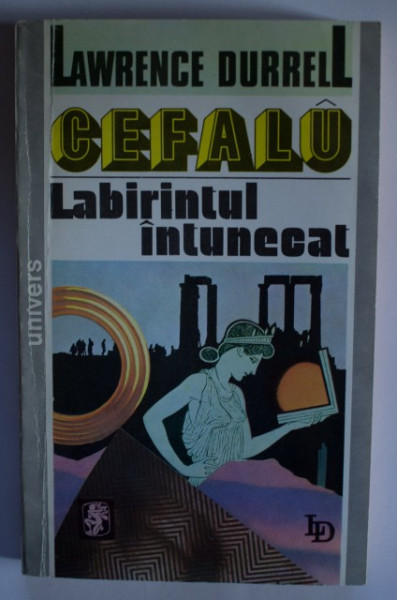 LAWRENCE DURRELL
CEFALÛ
Labirintul
întunecat
univers
LD